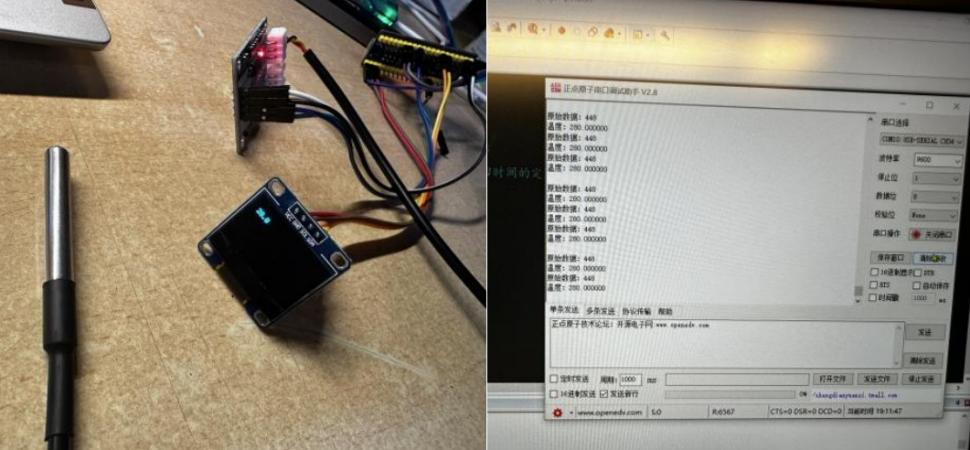 28.0
VCC GND SCL SDA
正点原子串口调试助手 V2.8
原始数据: 448
温度: 280.000000
原始数据: 448
温度: 280.000000
原始数据: 448
温度: 280.000000
原始数据: 448
温度: 280.000000
原始数据: 448
温度: 280.000000
原始数据: 448
温度: 280.000000
原始数据: 448
温度: 280.000000
原始数据: 448
温度: 280.000000
时间的定
串口选择
波特率 9600
停止位 1
数据位 8
校验位 None
串口操作 关闭串口
保存窗口 清除接收
16进制显示 DTR
RTS 自动保存
时间戳 1000 ms
单条发送 多条发送 协议传输 帮助
正点原子技术论坛: 开源电子网 www.openedv.com
发送
清除发送
定时发送 周期: 1000 ms 打开文件 发送文件 停止发送
16进制发送 发送新行 0%
www.openedv.com S:0 R:6567 CTS=0 DSR=0 DCD=0 当前时间 19:11:47